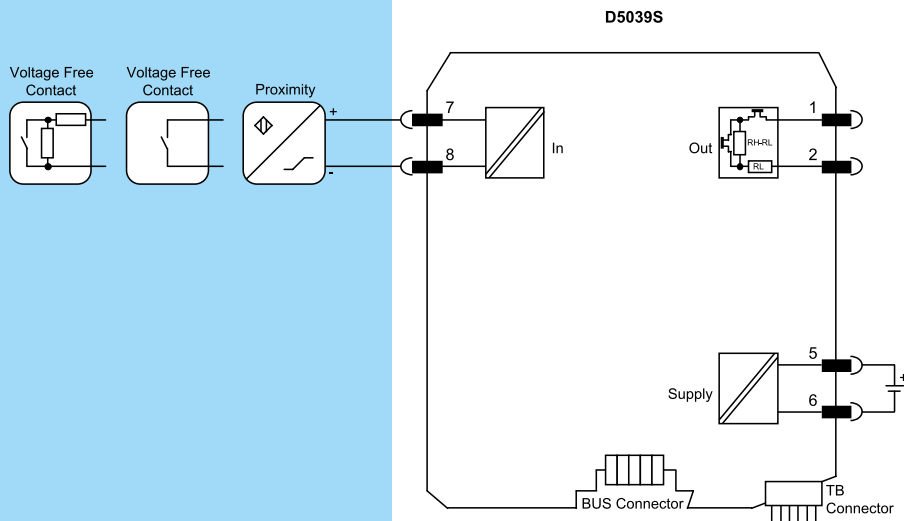 D5039S
Voltage Free
Contact
Voltage Free
Contact
Proximity
+
-
7
8
In
Out
RH-RL
RL
1
2
Supply
5
6
+
BUS Connector
TB
Connector